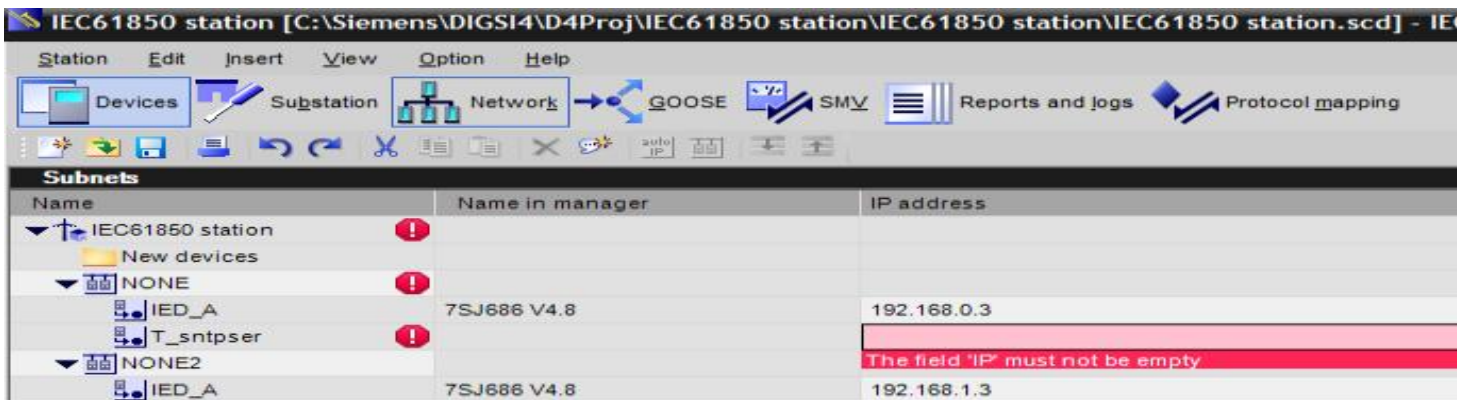 IEC61850 station [C:\Siemens\DIGSI4\D4Proj\IEC61850 station\IEC61850 station\IEC61850 station.scd] - IE
Station Edit Insert View Option Help
Devices Substation Network GOOSE SMV Reports and logs Protocol mapping
auto IP
Subnets
Name Name in manager IP address
IEC61850 station
New devices
NONE
IED_A 7SJ686 V4.8 192.168.0.3
T_sntpser
NONE2 The field 'IP' must not be empty
IED_A 7SJ686 V4.8 192.168.1.3